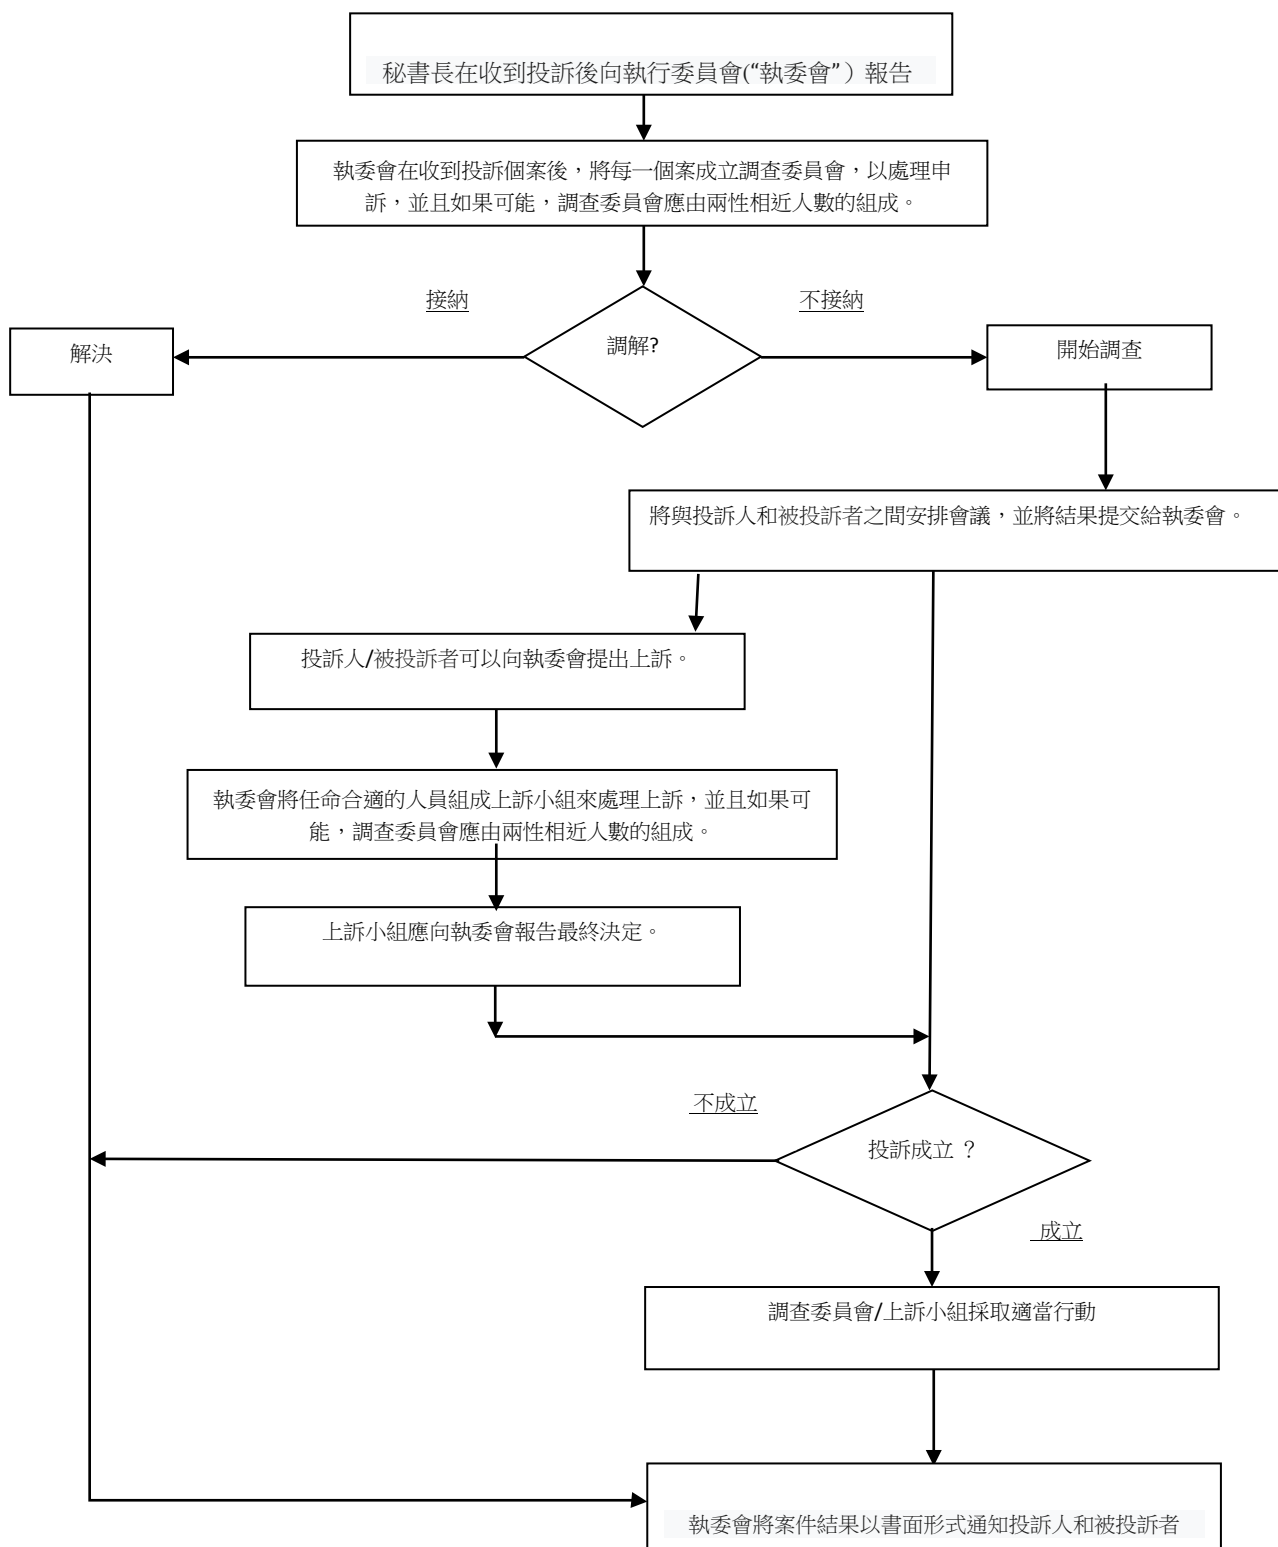 秘書長在收到投訴後向執行委員會(“執委會”）報告
執委會在收到投訴個案後，將每一個案成立調查委員會，以處理申
訴，並且如果可能，調查委員會應由兩性相近人數的組成。
接納
不接納
解決
調解?
開始調查
將與投訴人和被投訴者之間安排會議，並將結果提交給執委會。
投訴人/被投訴者可以向執委會提出上訴。
執委會將任命合適的人員組成上訴小組來處理上訴，並且如果可
能，調查委員會應由兩性相近人數的組成。
上訴小組應向執委會報告最終決定。
不成立
投訴成立 ？
成立
調查委員會/上訴小組採取適當行動
執委會將案件結果以書面形式通知投訴人和被投訴者